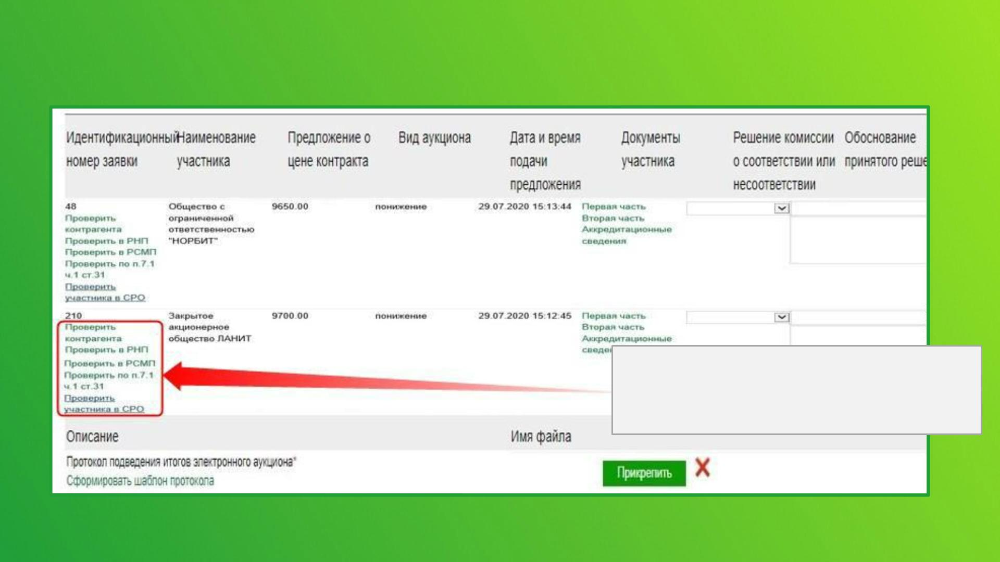 Идентификационный Наименование Предложение о Вид аукциона Дата и время Документы Решение комиссии Обоснование
номер заявки участника цене контракта подачи участника о соответствии или принятого реше
предложения несоответствии
48 Общество с 9650.00 понижение 29.07.2020 15:13:44 Первая часть
Проверить ограниченной Вторая часть
контрагента ответственностью Аккредитационные
Проверить в РНП "НОРБИТ" сведения
Проверить в РСМП
Проверить по п.7.1
ч.1 ст.31
Проверить
участника в СРО
210 Закрытое 9700.00 понижение 29.07.2020 15:12:45 Первая часть
Проверить акционерное Вторая часть
контрагента общество ЛАНИТ Аккредитационные
Проверить в РНП
Проверить в РСМП
Проверить по п.7.1
ч.1 ст.31
Проверить
участника в СРО
Описание Имя файла
Протокол подведения итогов электронного аукциона*
Прикрепить
Сформировать шаблон протокола